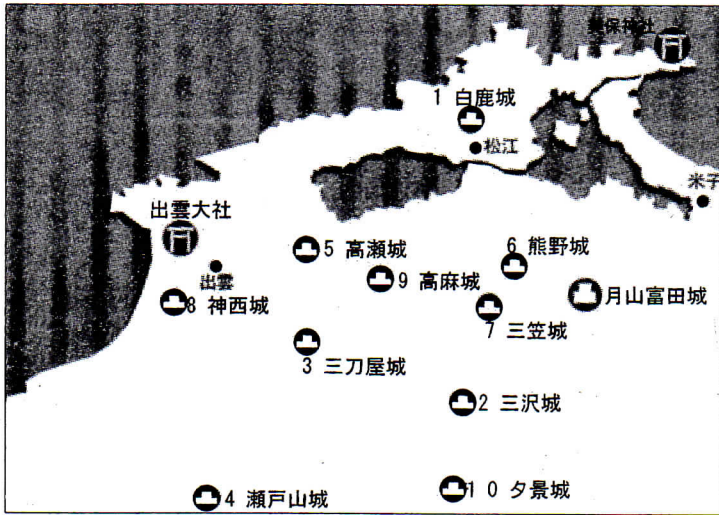 美保神社
1 白鹿城
松江
米子
出雲大社
5 高瀬城
6 熊野城
出雲
9 高麻城
月山富田城
8 神西城
7 三笠城
3 三刀屋城
2 三沢城
4 瀬戸山城
10 夕景城